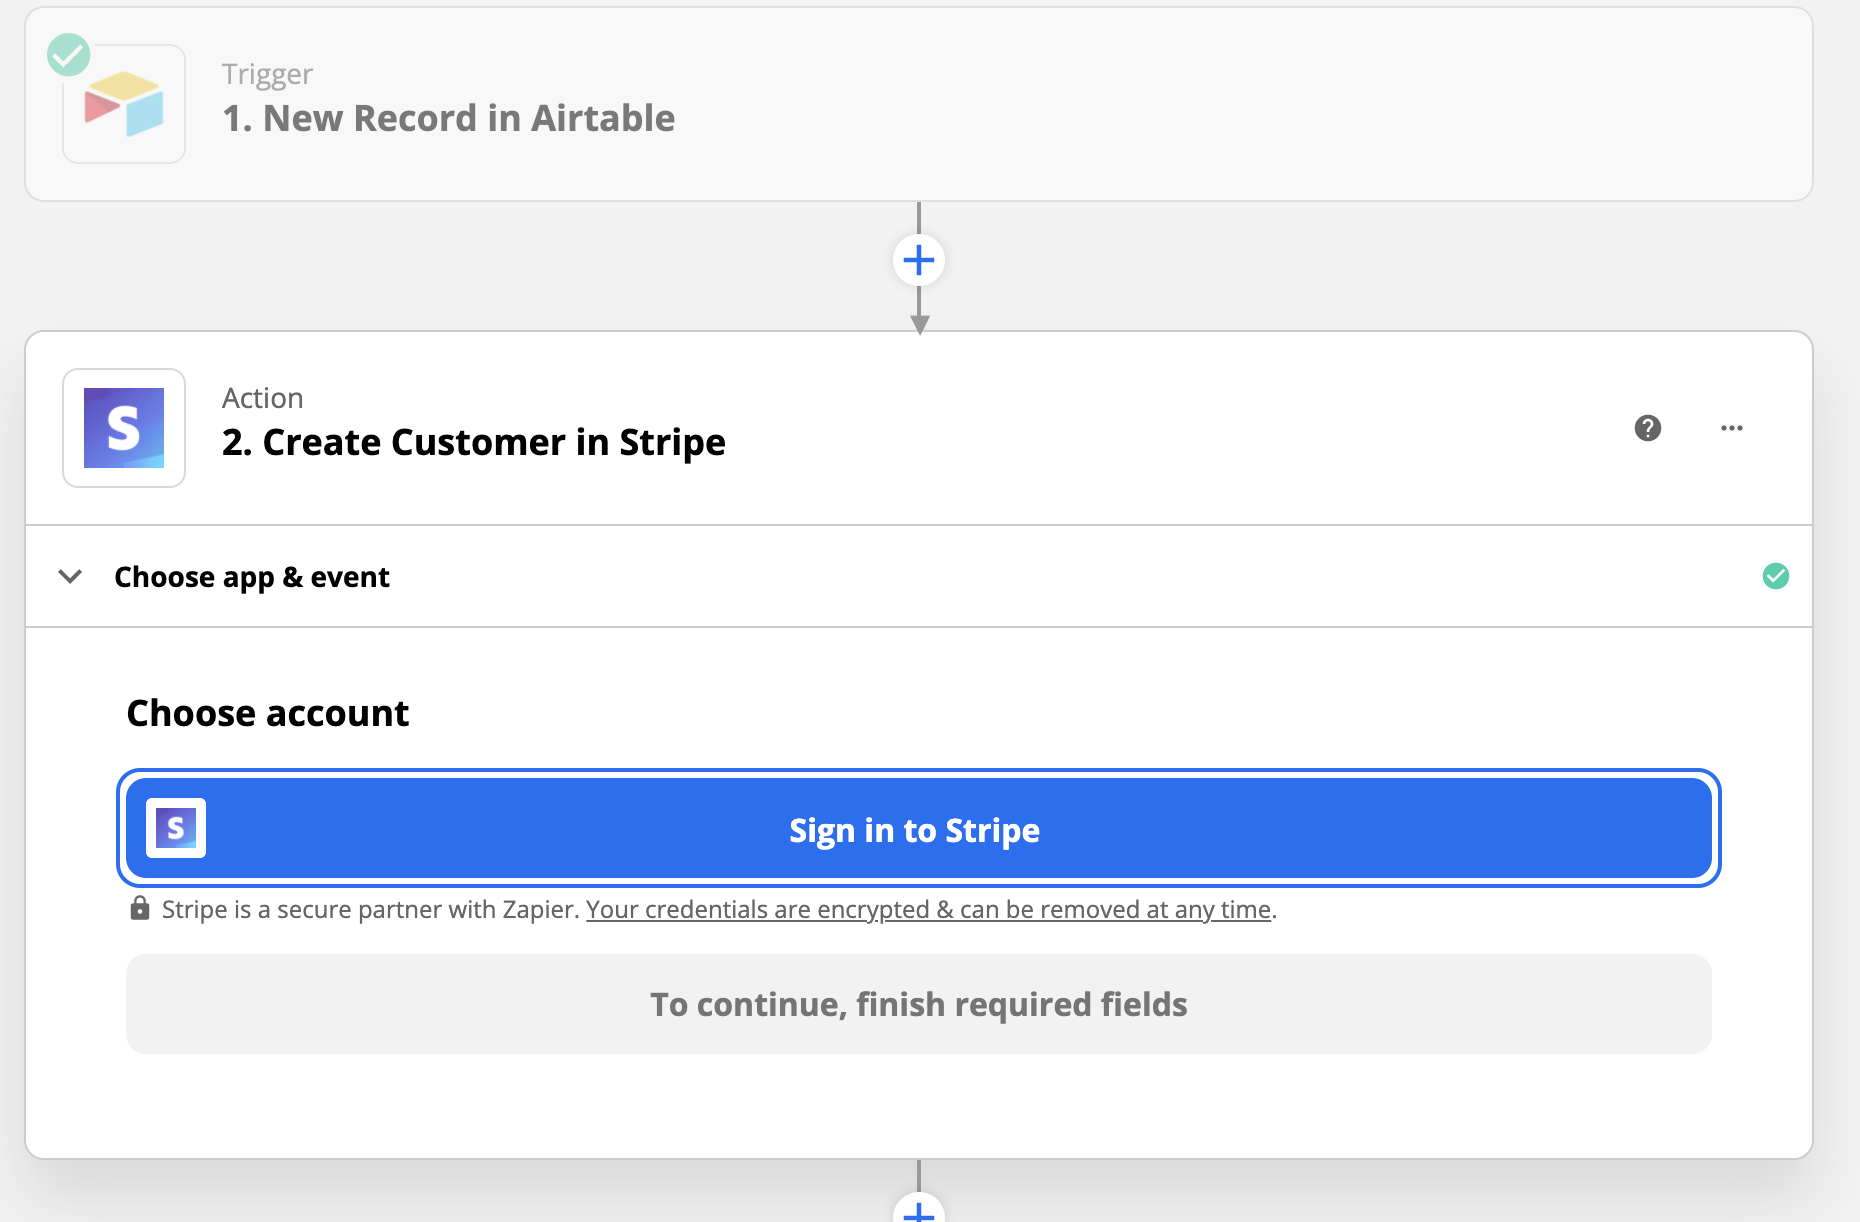 Trigger
1. New Record in Airtable
S
Action
2. Create Customer in Stripe
Choose app & event
Choose account
S
Sign in to Stripe
Stripe is a secure partner with Zapier. Your credentials are encrypted & can be removed at any time.
To continue, finish required fields